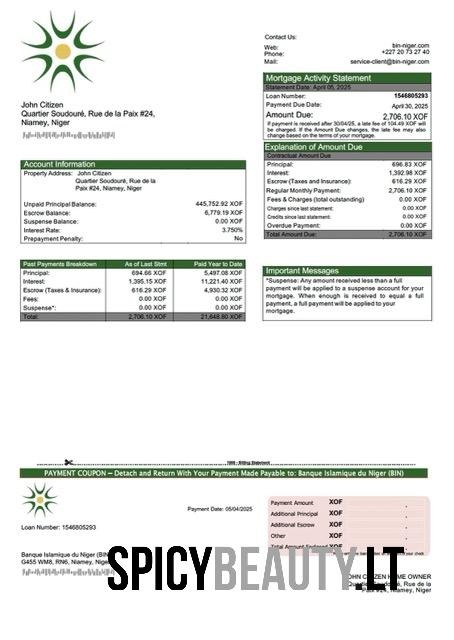 Contact Us:
Web: bin-niger.com
Phone: +227 20 73 27 40
Mail: service-client@bin-niger.com
Mortgage Activity Statement
Statement Date: April 05, 2025
Loan Number: 1546805293
Payment Due Date: April 30, 2025
Amount Due: 2,706.10 XOF
If payment is received after 30/04/25, a late fee of 104.49 XOF will
be charged. If the Amount Due changes, the late fee may also
change based on terms of your contract.
John Citizen
Quartier Soudouré, Rue de la Paix #24,
Niamey, Niger
Explanation of Amount Due
Contractual Amount Due
Principal: 696.83 XOF
Interest: 1,392.98 XOF
Escrow (Taxes and Insurance): 616.29 XOF
Regular Monthly Payment: 2,706.10 XOF
Fees & Charges (total outstanding) 0.00 XOF
Charges since last statement: 0.00 XOF
Credits since last statement: 0.00 XOF
Overdue Payment: 0.00 XOF
Total Amount Due: 2,706.10 XOF
Account Information
Property Address: John Citizen
Quartier Soudouré, Rue de la
Paix #24, Niamey, Niger
Unpaid Principal Balance: 445,752.92 XOF
Escrow Balance: 6,779.19 XOF
Suspense Balance: 0.00 XOF
Interest Rate: 3.750%
Prepayment Penalty: No
Past Payments Breakdown As of Last Stmt Paid Year to Date
Principal: 694.66 XOF 5,497.08 XOF
Interest: 1,395.15 XOF 11,221.40 XOF
Escrow (Taxes & Insurance): 616.29 XOF 4,930.32 XOF
Fees: 0.00 XOF 0.00 XOF
Suspense*: 0.00 XOF 0.00 XOF
Total: 2,706.10 XOF 21,648.80 XOF
Important Messages
*Suspense: Any amount received less than a full
payment will be applied to a suspense account for your
mortgage. When enough is received to equal a full
payment, a full payment will be applied to your
mortgage.
Billing Statement
PAYMENT COUPON – Detach and Return With Your Payment Made Payable to: Banque Islamique du Niger (BIN)
Payment Date: 05/04/2025
Loan Number: 1546805293
Payment Amount XOF .
Additional Principal XOF .
Additional Escrow XOF .
Other XOF .
Total Amount Enclosed XOF
Banque Islamique du Niger (BIN)
G455 WM8, RN6, Niamey, Niger
JOHN CITIZEN HOME OWNER
Quartier Soudouré, Rue de la
Paix #24, Niamey, Niger
SPICYBEAUTY.LT